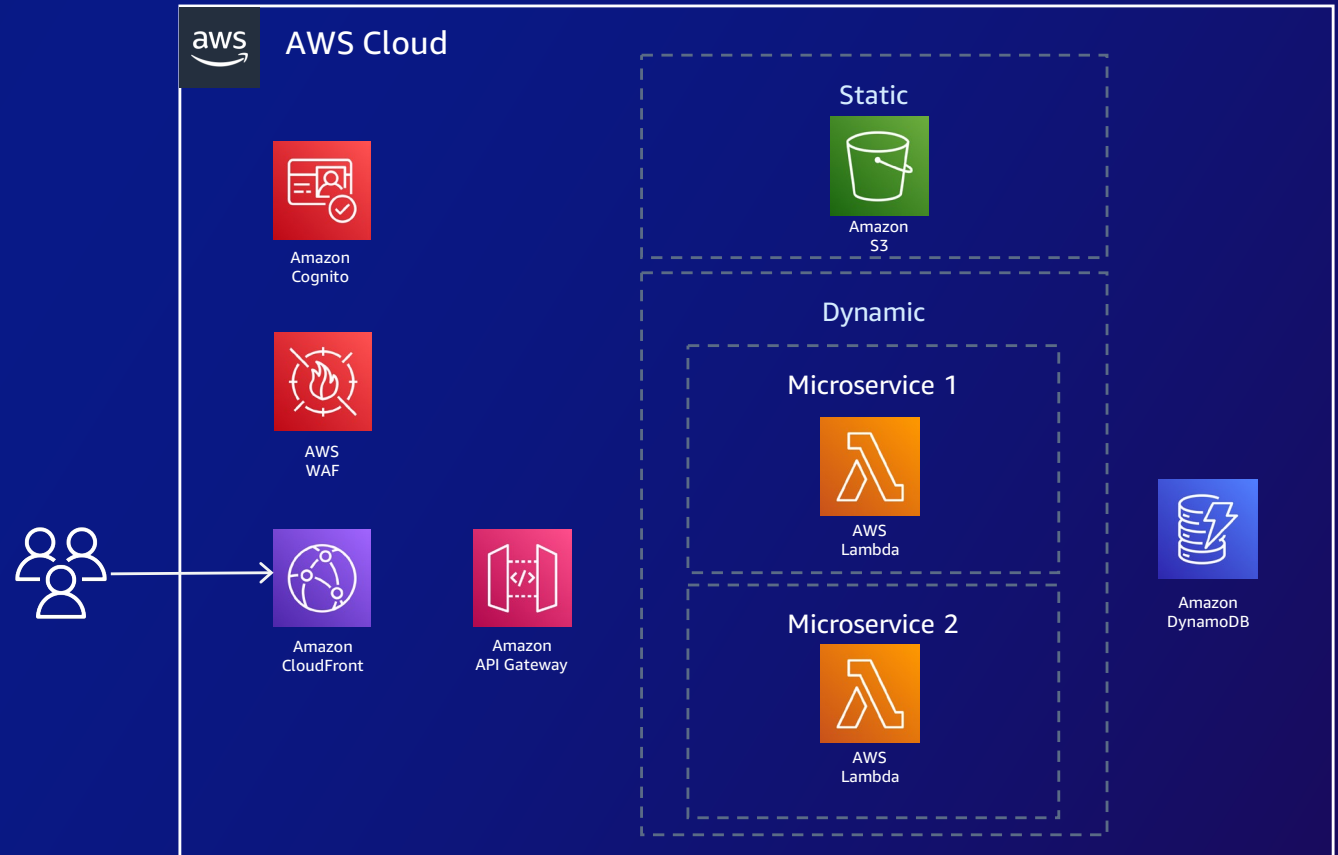 aws
AWS Cloud
Static
Amazon
S3
Amazon
Cognito
Dynamic
AWS
WAF
Microservice 1
AWS
Lambda
</>
Amazon
CloudFront
Amazon
API Gateway
Microservice 2
AWS
Lambda
Amazon
DynamoDB